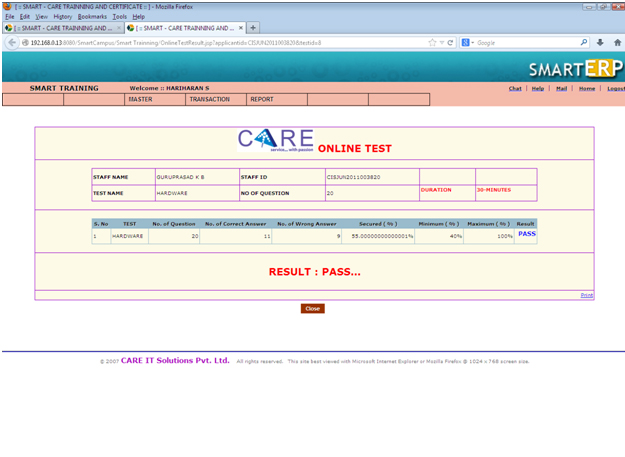 [ :: SMART - CARE TRAINNING AND CERTIFICATE :: ] - Mozilla Firefox
File Edit View History Bookmarks Tools Help
[ :: SMART - CARE TRAINNING AND ... × [ :: SMART - CARE TRAINNING AND ... × +
192.168.0.13:8080/SmartCampus/Smart Trainning/OnlineTestResult.jsp?applicantid=CISJUN2011003820&testid=8 Google
SMARTERP
SMART TRAINING Welcome :: HARIHARAN S Chat | Help | Mail | Home | Logout
MASTER TRANSACTION REPORT
CARE ONLINE TEST
service... with passion
STAFF NAME GURUPRASAD K B STAFF ID CISJUN2011003820
TEST NAME HARDWARE NO OF QUESTION 20 DURATION 30-MINUTES
S. No TEST No. of Question No. of Correct Answer No. of Wrong Answer Secured ( % ) Minimum ( % ) Maximum ( % ) Result
1 HARDWARE 20 11 9 55.00000000000001% 40% 100% PASS
RESULT : PASS...
Print
Close
© 2007 CARE IT Solutions Pvt. Ltd. All rights reserved. This site best viewed with Microsoft Internet Explorer or Mozilla Firefox @ 1024 x 768 screen size.